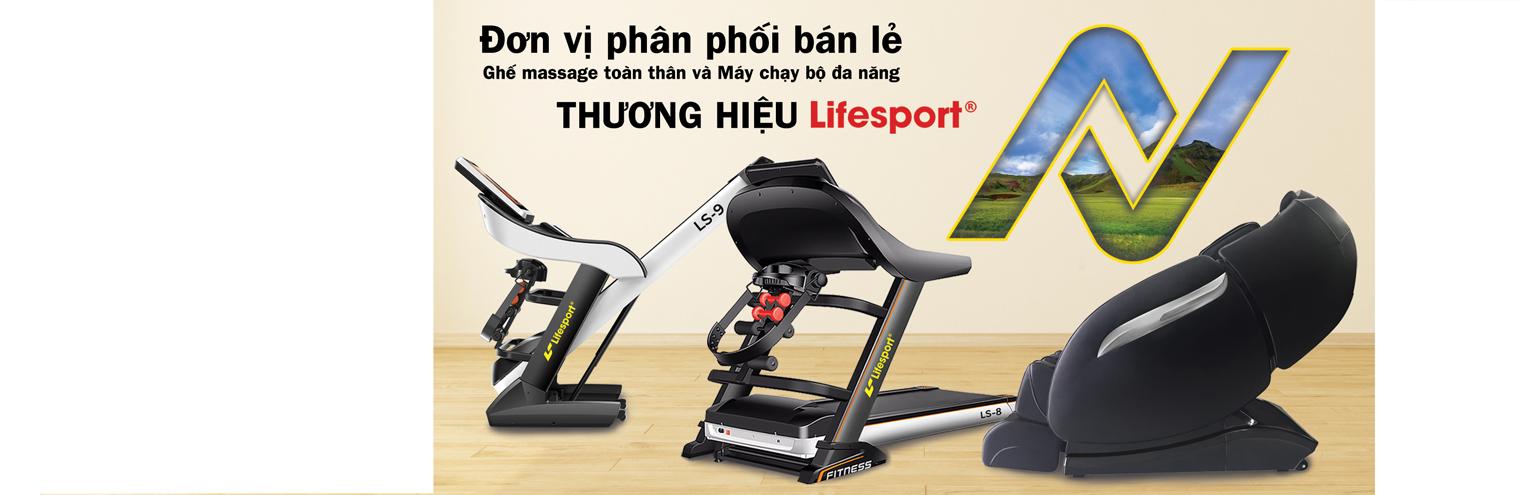 Đơn vị phân phối bán lẻ
Ghế massage toàn thân và Máy chạy bộ đa năng
THƯƠNG HIỆU Lifesport®
LS-9
Lifesport®
Lifesport®
LS-8
FITNESS